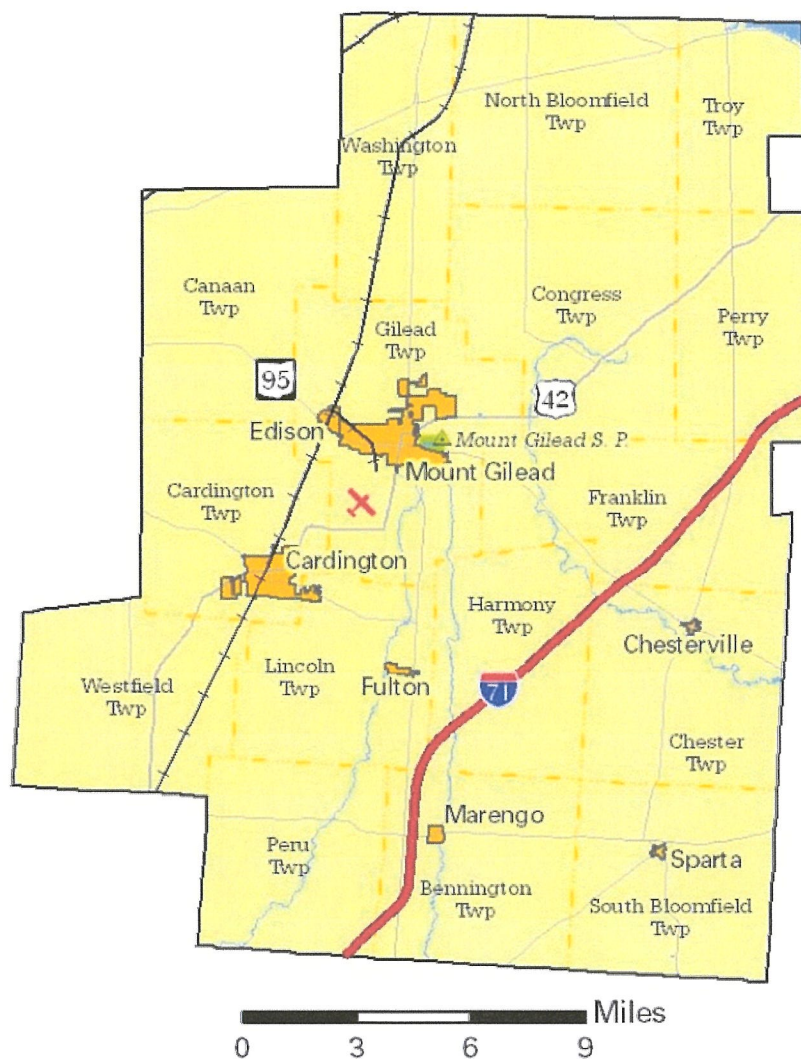 North Bloomfield
Twp
Troy
Twp
Washington
Twp
Canaan
Twp
Gilead
Twp
Congress
Twp
Perry
Twp
95
42
Edison
Mount Gilead S. P.
Mount Gilead
Cardington
Twp
Franklin
Twp
Cardington
Harmony
Twp
Chesterville
Westfield
Twp
Lincoln
Twp
Fulton
71
Chester
Twp
Marengo
Peru
Twp
Sparta
Bennington
Twp
South Bloomfield
Twp
Miles
0 3 6 9